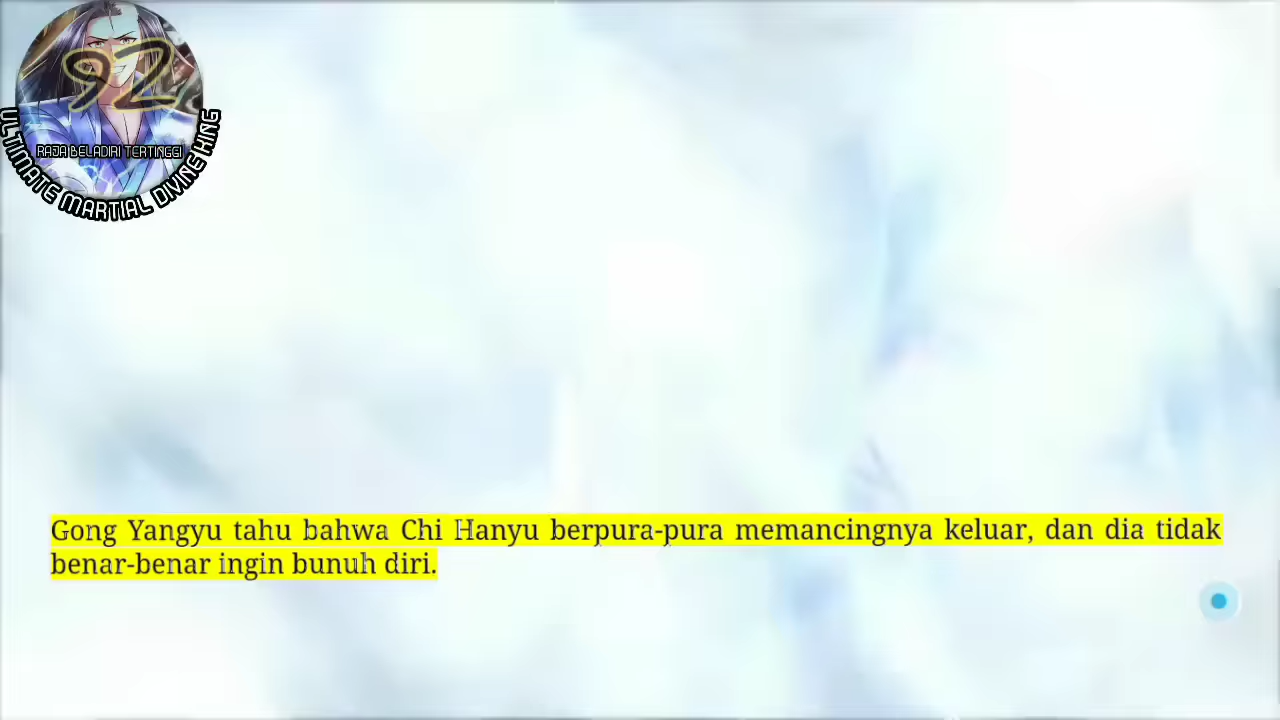 RAJA BELADIRI TERTINGGI
ULTIMATE MARTIAL DIVINE KING
Gong Yangyu tahu bahwa Chi Hanyu berpura-pura memancingnya keluar, dan dia tidak
benar-benar ingin bunuh diri.